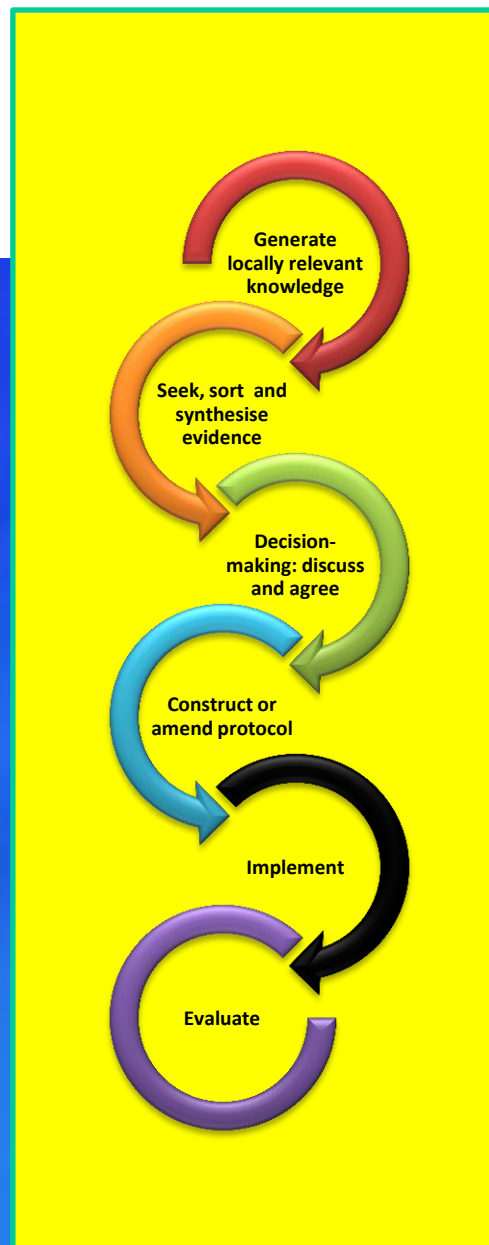 Generate
locally relevant
knowledge
Seek, sort and
synthesise
evidence
Decision-
making: discuss
and agree
Construct or
amend protocol
Implement
Evaluate